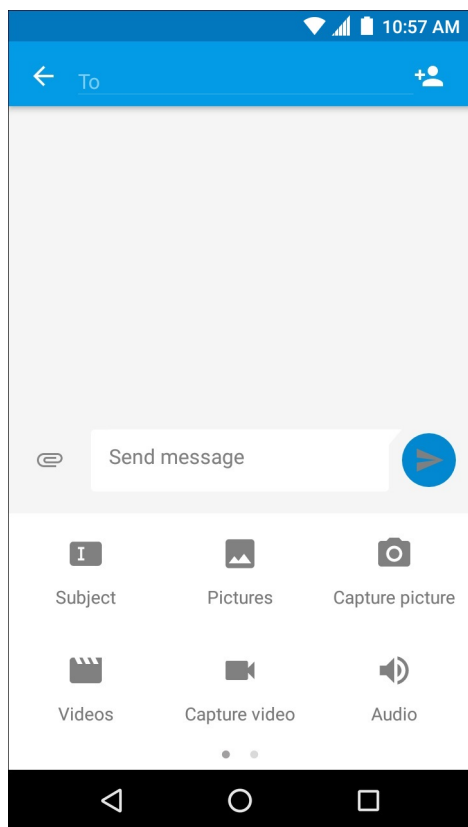 10:57 AM
To
Send message
Subject
Pictures
Capture picture
Videos
Capture video
Audio